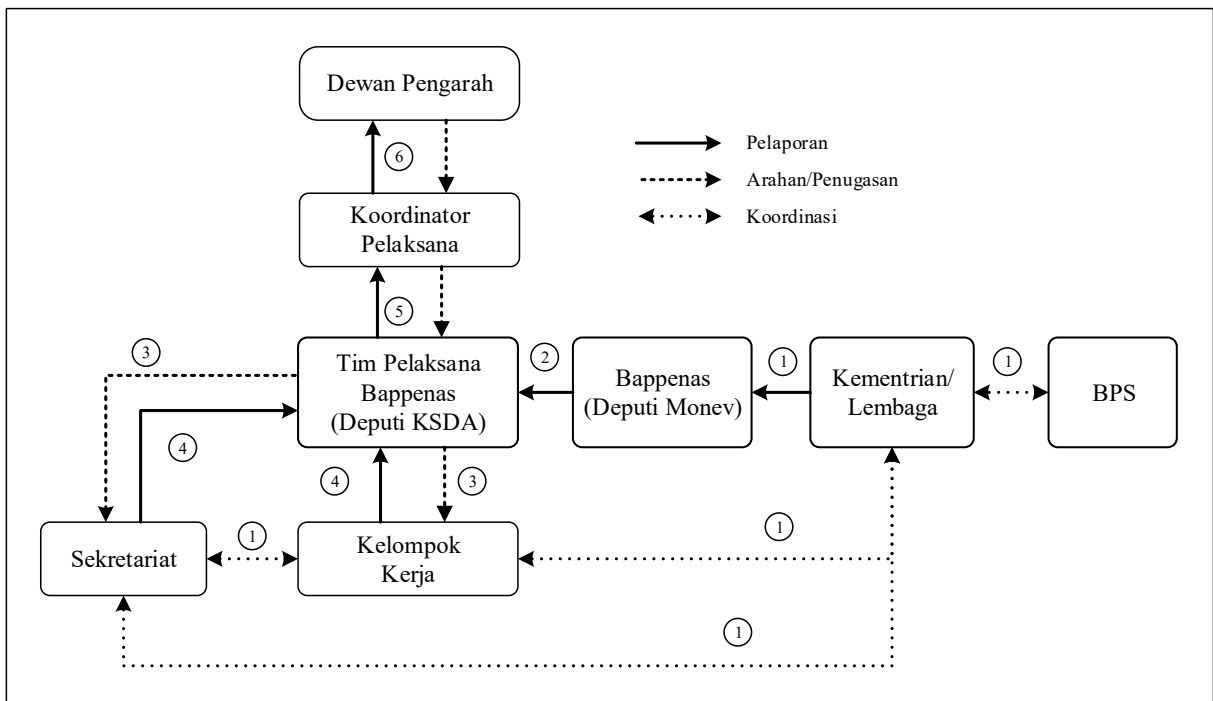 Dewan Pengarah
Pelaporan
6
Arahan/Penugasan
Koordinator
Pelaksana
Koordinasi
5
3
Tim Pelaksana
Bappenas
(Deputi KSDA)
2
Bappenas
(Deputi Monev)
1
Kementrian/
Lembaga
1
BPS
4
4
3
Sekretariat
1
Kelompok
Kerja
1
1